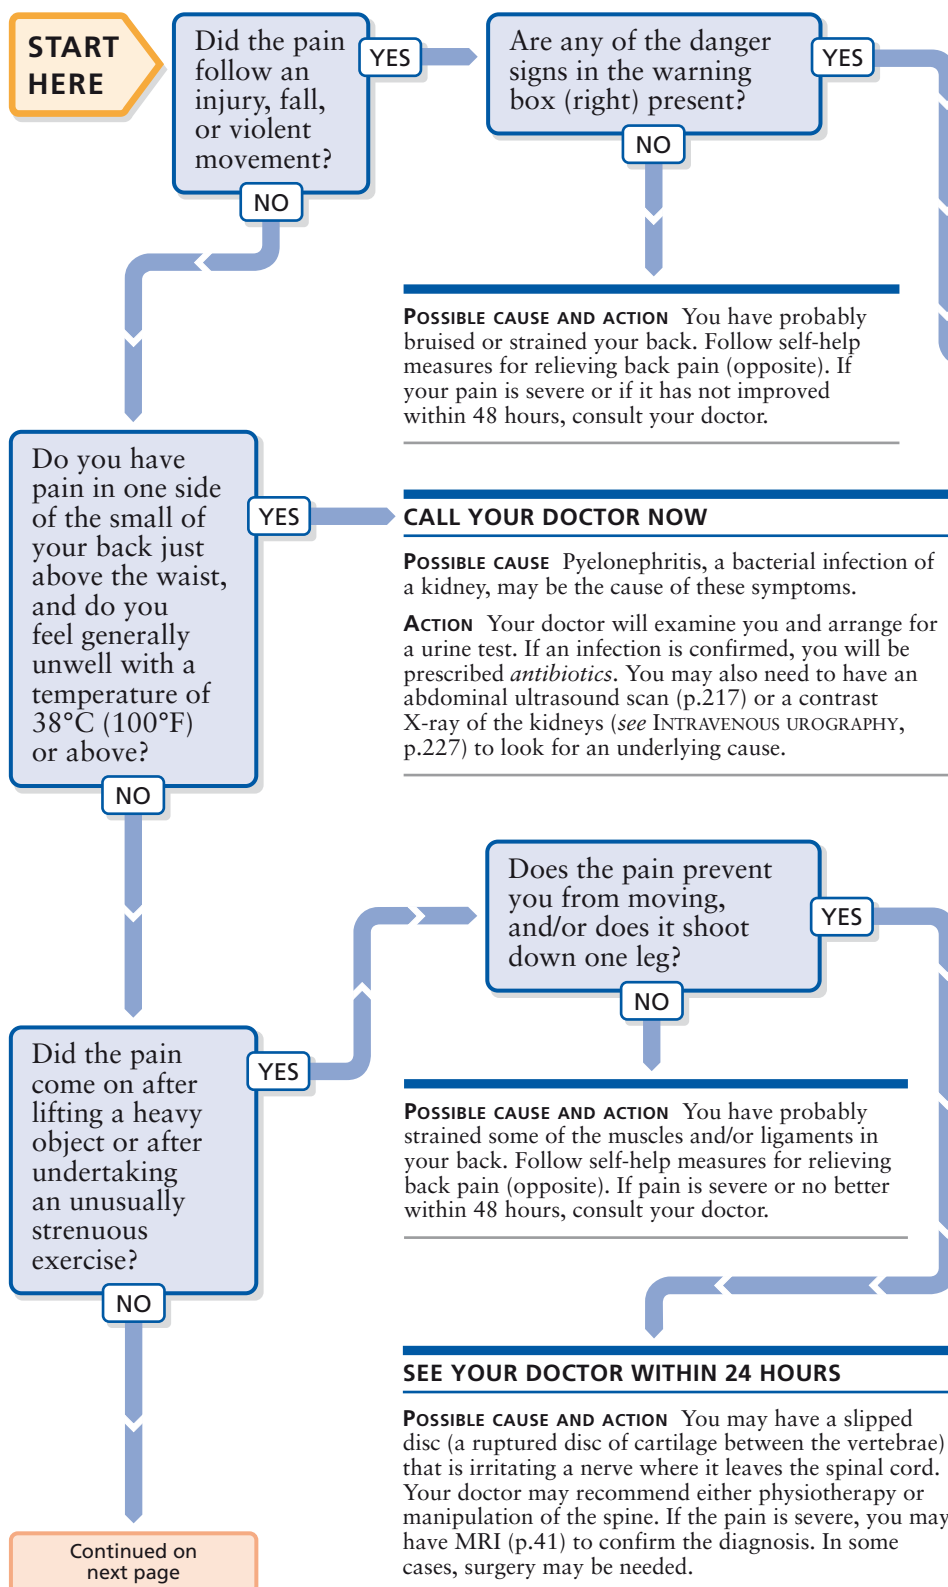 START
HERE
Did the pain
follow an
injury, fall,
or violent
movement?
YES
NO
Are any of the danger
signs in the warning
box (right) present?
YES
NO
POSSIBLE CAUSE AND ACTION You have probably
bruised or strained your back. Follow self-help
measures for relieving back pain (opposite). If
your pain is severe or if it has not improved
within 48 hours, consult your doctor.
Do you have
pain in one side
of the small of
your back just
above the waist,
and do you
feel generally
unwell with a
temperature of
38°C (100°F)
or above?
YES
NO
CALL YOUR DOCTOR NOW
POSSIBLE CAUSE Pyelonephritis, a bacterial infection of
a kidney, may be the cause of these symptoms.
ACTION Your doctor will examine you and arrange for
a urine test. If an infection is confirmed, you will be
prescribed antibiotics. You may also need to have an
abdominal ultrasound scan (p.217) or a contrast
X-ray of the kidneys (see INTRAVENOUS UROGRAPHY,
p.227) to look for an underlying cause.
Does the pain prevent
you from moving,
and/or does it shoot
down one leg?
YES
NO
Did the pain
come on after
lifting a heavy
object or after
undertaking
an unusually
strenuous
exercise?
YES
NO
POSSIBLE CAUSE AND ACTION You have probably
strained some of the muscles and/or ligaments in
your back. Follow self-help measures for relieving
back pain (opposite). If pain is severe or no better
within 48 hours, consult your doctor.
SEE YOUR DOCTOR WITHIN 24 HOURS
POSSIBLE CAUSE AND ACTION You may have a slipped
disc (a ruptured disc of cartilage between the vertebrae)
that is irritating a nerve where it leaves the spinal cord.
Your doctor may recommend either physiotherapy or
manipulation of the spine. If the pain is severe, you may
have MRI (p.41) to confirm the diagnosis. In some
cases, surgery may be needed.
Continued on
next page